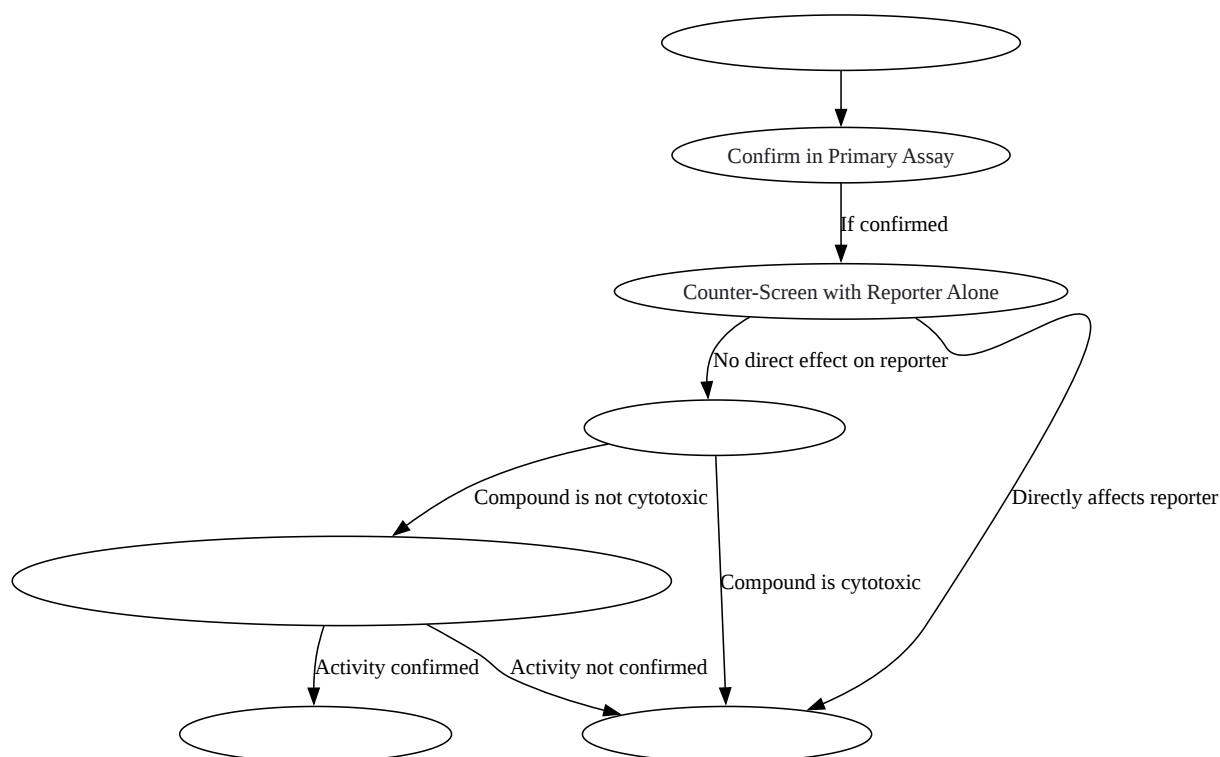 Confirm in Primary Assay
If confirmed
Counter-Screen with Reporter Alone
No direct effect on reporter
Compound is not cytotoxic
Directly affects reporter
Compound is cytotoxic
Activity confirmed
Activity not confirmed